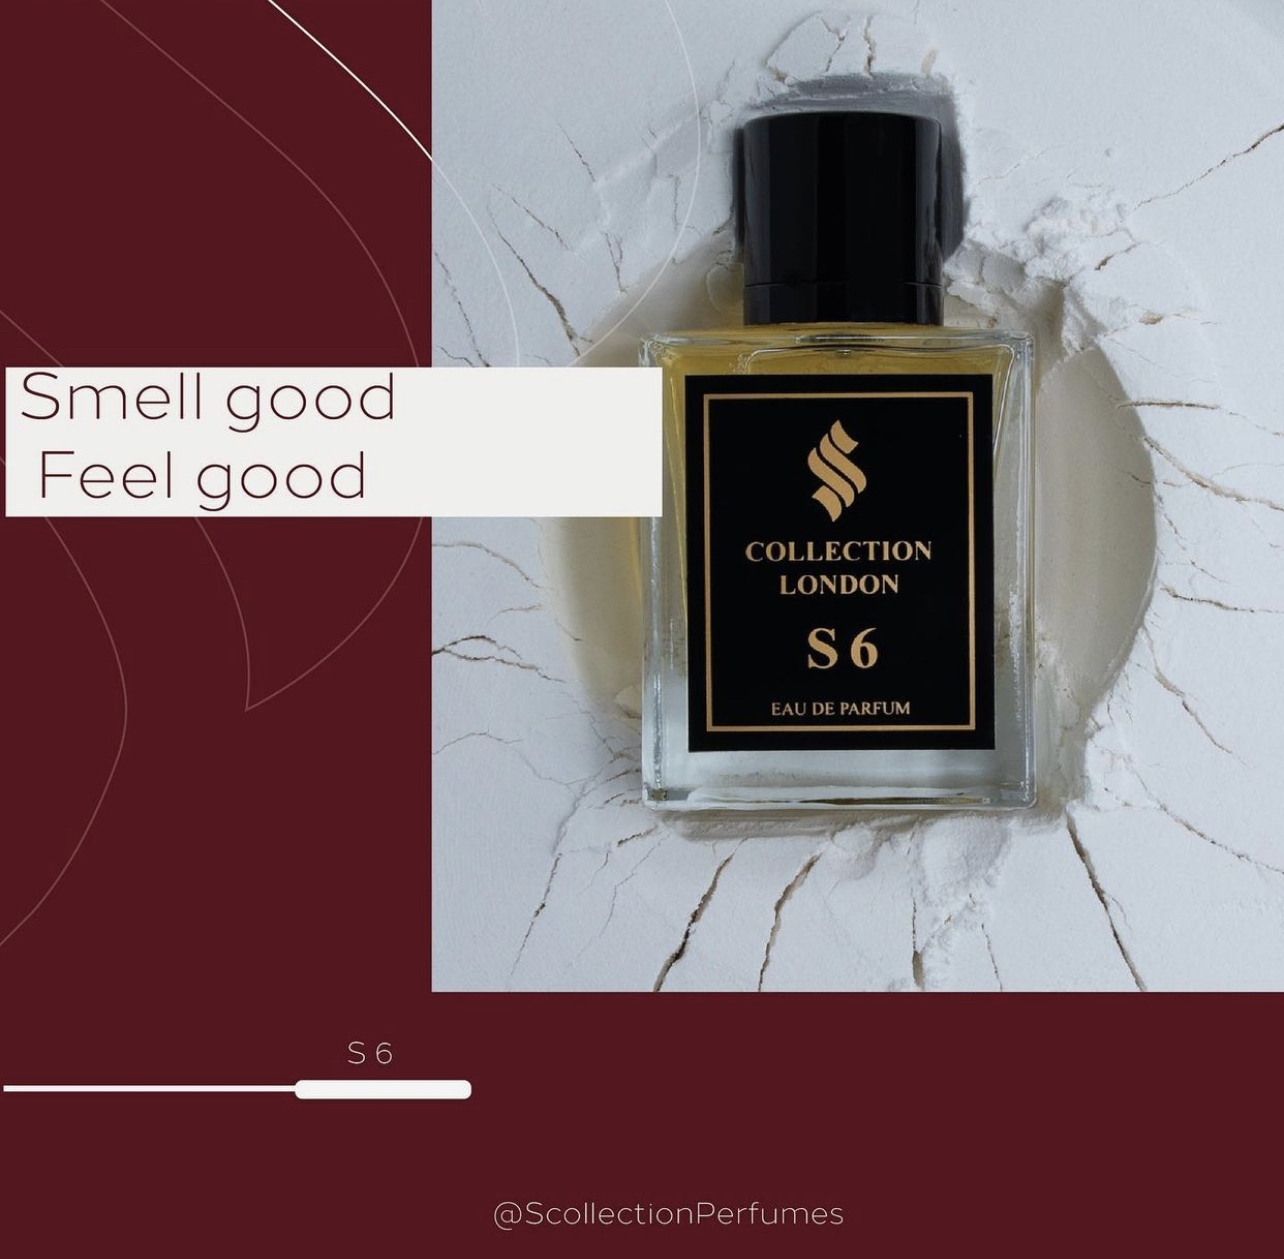 Smell good
Feel good
COLLECTION
LONDON
S 6
EAU DE PARFUM
S 6
@ScollectionPerfumes